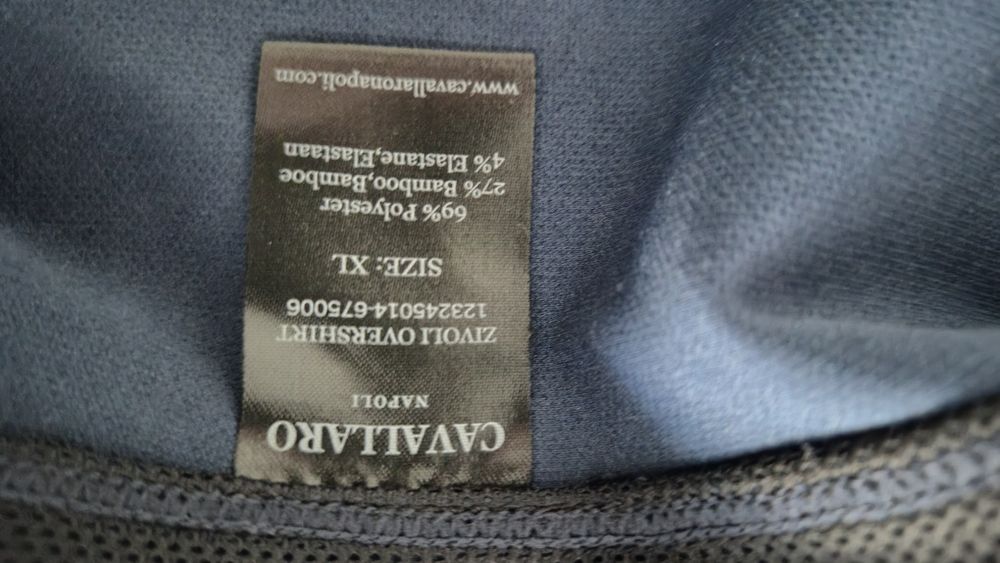 CAVALLARO
NAPOLI
ZIVOLI OVERSHIRT
123245014-675006
SIZE: XL
69% Polyester
27% Bamboo,Bamboe
4% Elastane,Elastaan
www.cavallaronapoli.com